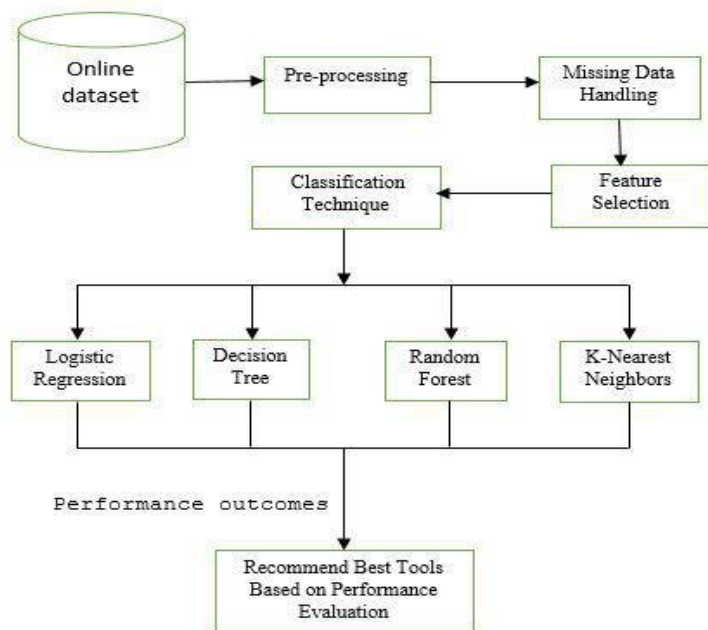 Online
dataset
Pre-processing
Missing Data
Handling
Classification
Technique
Feature
Selection
Logistic
Regression
Decision
Tree
Random
Forest
K-Nearest
Neighbors
Performance outcomes
Recommend Best Tools
Based on Performance
Evaluation